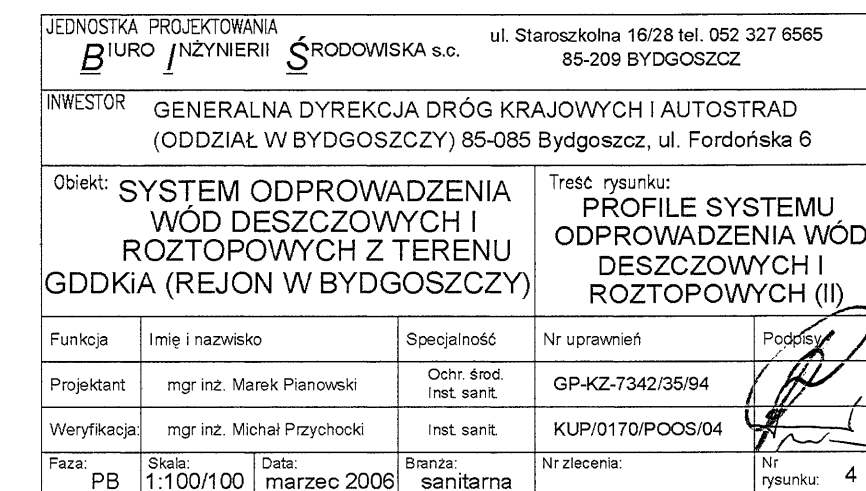 JEDNOSTKA PROJEKTOWANIA
BIURO INŻYNIERII ŚRODOWISKA s.c.
ul. Staroszkolna 16/28 tel. 052 327 6565
85-209 BYDGOSZCZ
INWESTOR
GENERALNA DYREKCJA DRÓG KRAJOWYCH I AUTOSTRAD
(ODDZIAŁ W BYDGOSZCZY) 85-085 Bydgoszcz, ul. Fordońska 6
Obiekt: SYSTEM ODPROWADZENIA
WÓD DESZCZOWYCH I
ROZTOPOWYCH Z TERENU
GDDKiA (REJON W BYDGOSZCZY)
Treść rysunku:
PROFILE SYSTEMU
ODPROWADZENIA WÓD
DESZCZOWYCH I
ROZTOPOWYCH (II)
Funkcja Imię i nazwisko Specjalność Nr uprawnień Podpisy
Projektant mgr inż. Marek Pianowski Ochr. środ. Inst. sanit. GP-KZ-7342/35/94
Weryfikacja: mgr inż. Michał Przychocki Inst. sanit. KUP/0170/POOS/04
Faza: PB Skala: 1:100/100 Data: marzec 2006 Branża: sanitarna Nr zlecenia: Nr rysunku: 4